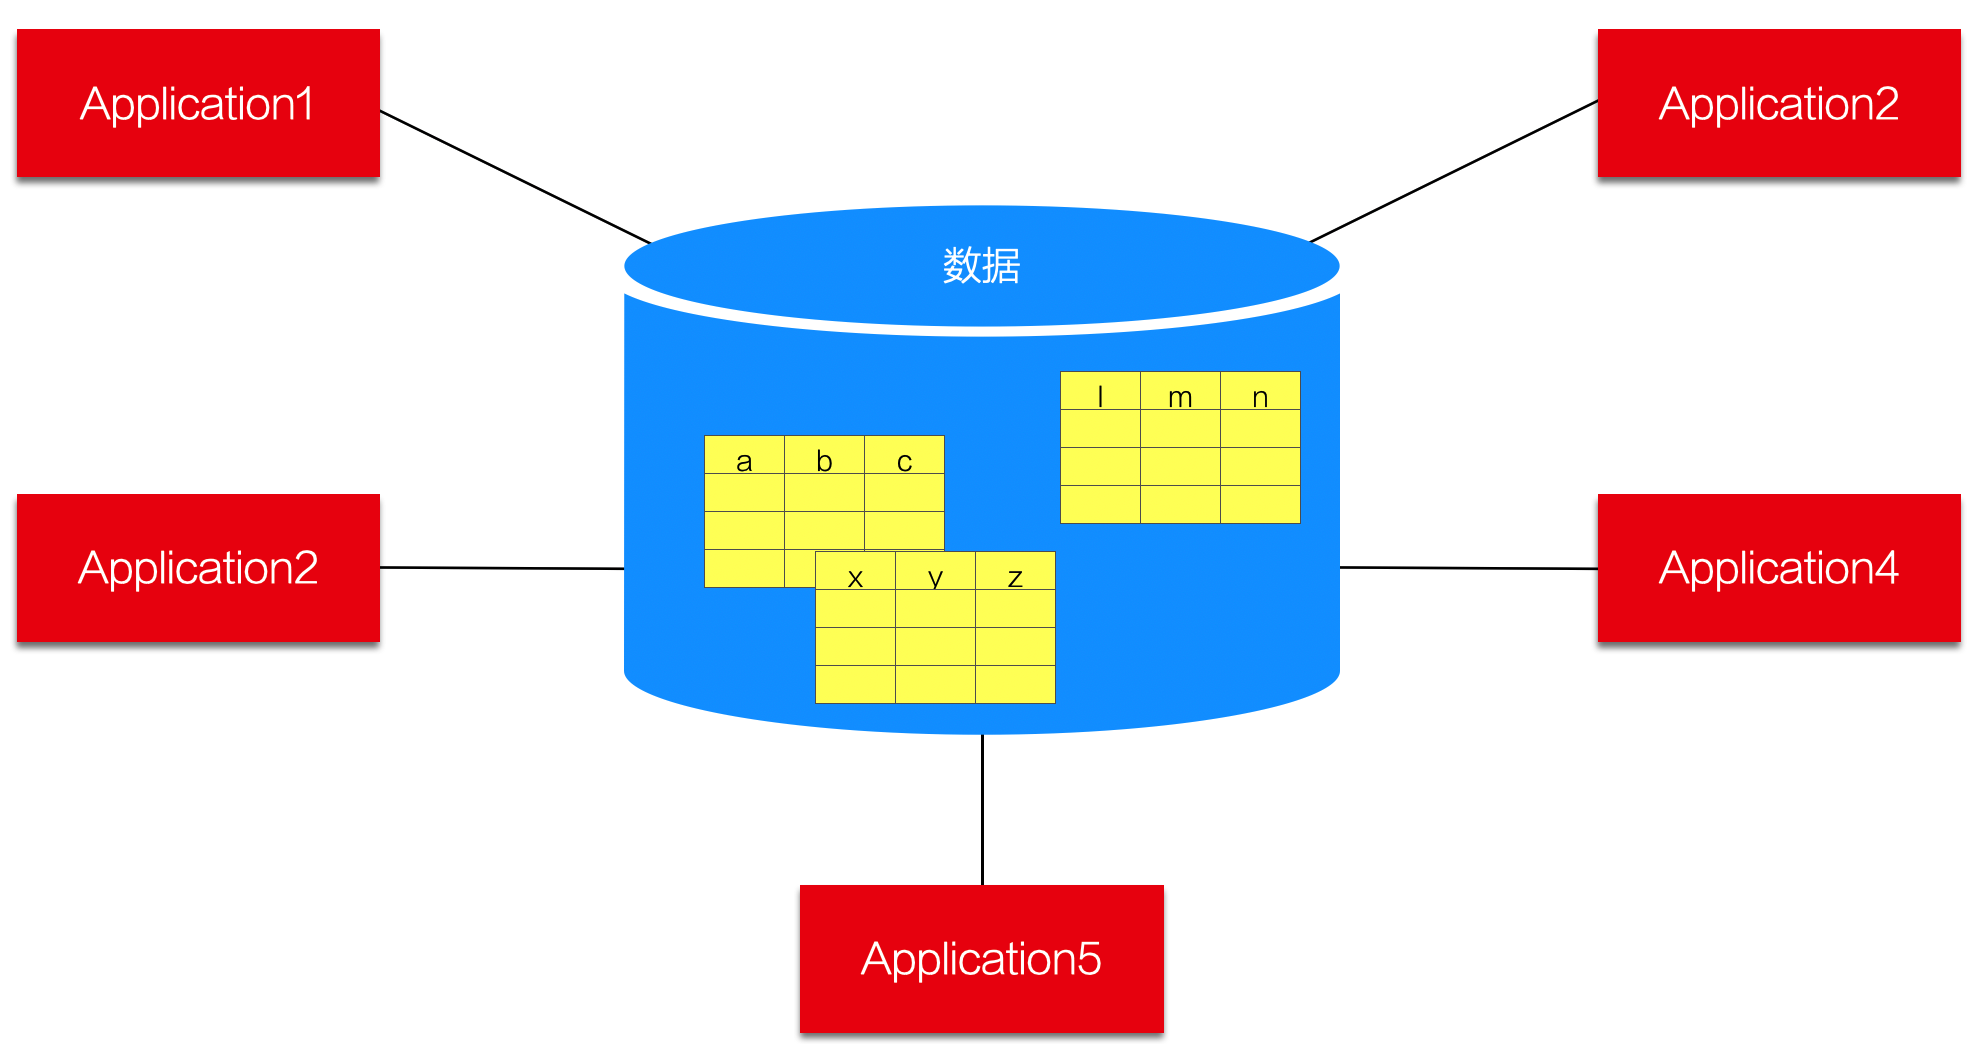 Application1
Application2
数据
l m n
a b c
Application2
x y z
Application4
Application5